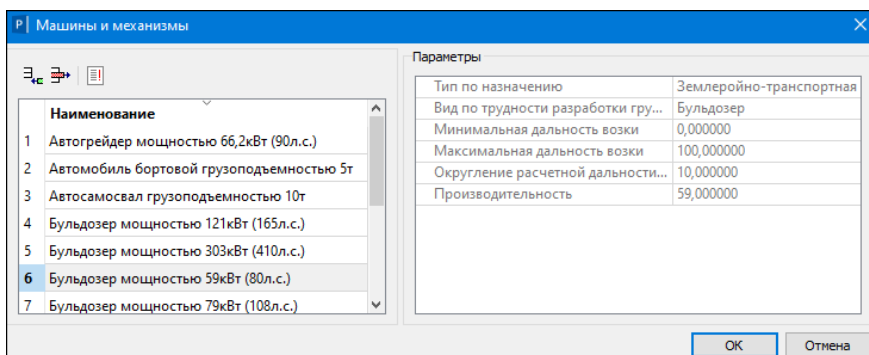 P Машины и механизмы
Наименование
1 Автогрейдер мощностью 66,2кВт (90л.с.)
2 Автомобиль бортовой грузоподъемностью 5т
3 Автосамосвал грузоподъемностью 10т
4 Бульдозер мощностью 121кВт (165л.с.)
5 Бульдозер мощностью 303кВт (410л.с.)
6 Бульдозер мощностью 59кВт (80л.с.)
7 Бульдозер мощностью 79кВт (108л.с.)
Параметры
Тип по назначению Землеройно-транспортная
Вид по трудности разработки гру... Бульдозер
Минимальная дальность возки 0,000000
Максимальная дальность возки 100,000000
Округление расчетной дальности... 10,000000
Производительность 59,000000
ОК Отмена